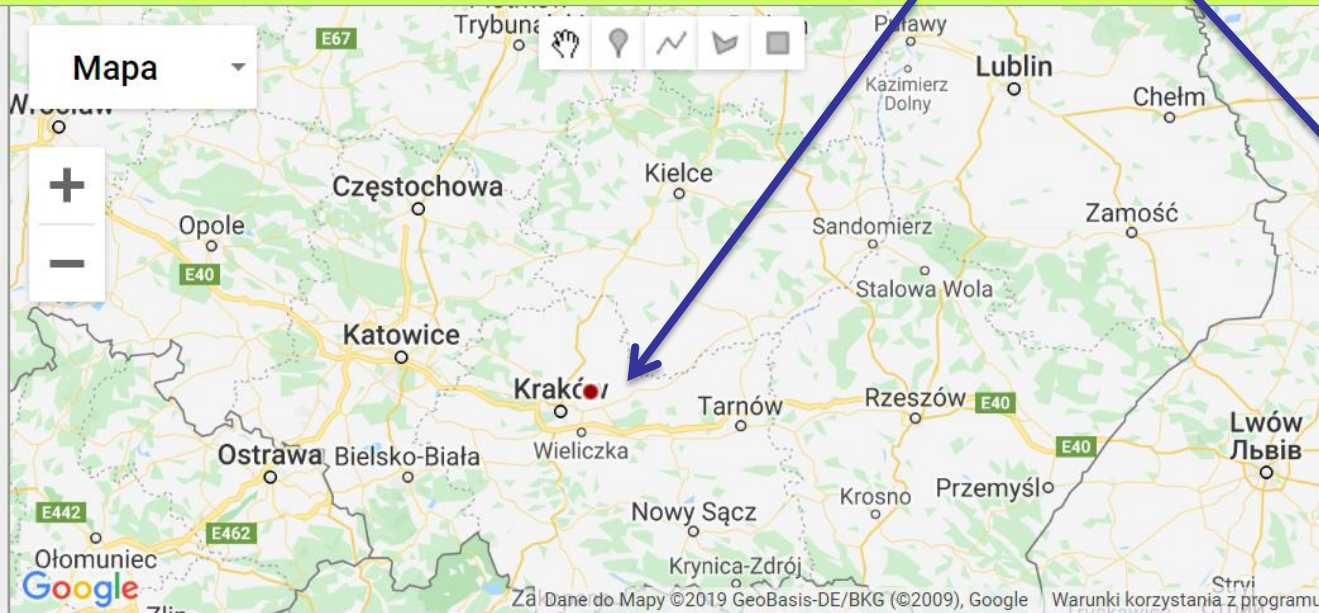 E67
Mapa
Puławy
Lublin
Kazimierz
Dolny
Chełm
Częstochowa
Kielce
Opole
E40
Sandomierz
Zamość
Stalowa Wola
Katowice
Kraków
Tarnów
Rzeszów
E40
Wieliczka
Lwów
Львів
Ostrawa
Bielsko-Biała
E40
E442
E462
Nowy Sącz
Krosno
Przemyśl
Ołomuniec
Krynica-Zdrój
Google
Dane do Mapy ©2019 GeoBasis-DE/BKG (©2009), Google
Warunki korzystania z programu